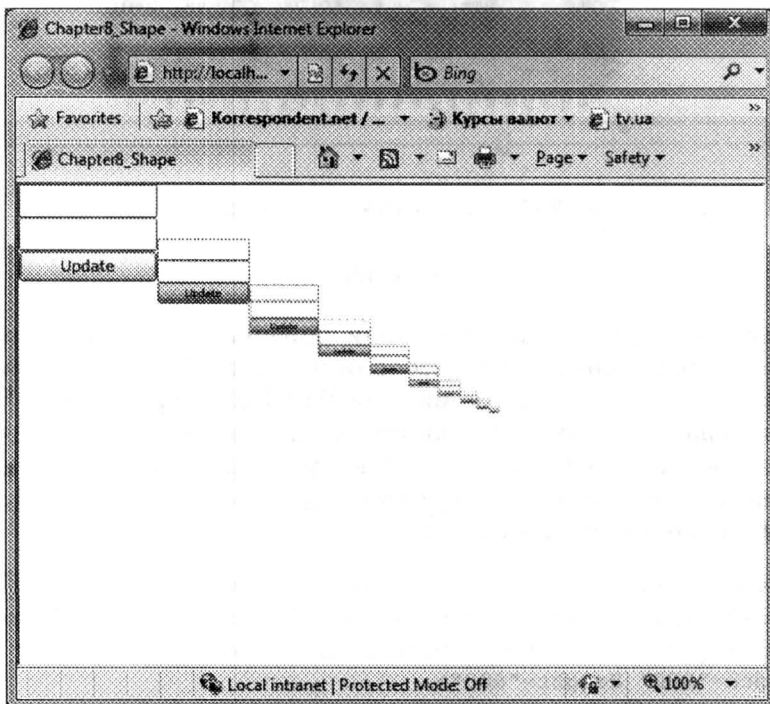 Chapter8_Shape - Windows Internet Explorer
http://localh... Bing
Favorites Korrespondent.net / ... Курсы валют tv.ua
Chapter8_Shape Page Safety
Update
Update
Update
Local intranet | Protected Mode: Off 100%